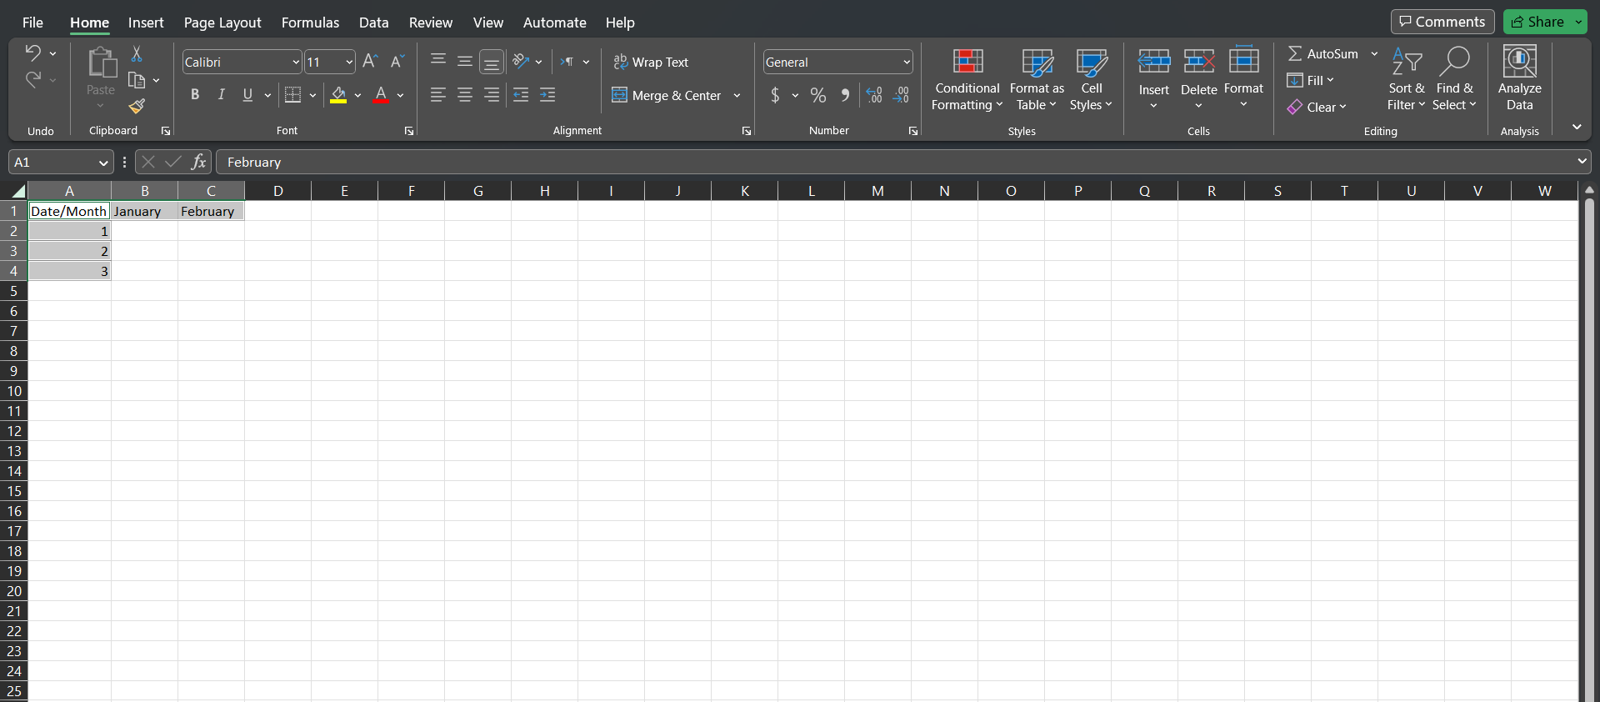 File Home Insert Page Layout Formulas Data Review View Automate Help Comments Share
Calibri 11 A A Wrap Text General
Paste B I U A Merge & Center $ % 9 .00 .00
Conditional Formatting Format as Table Cell Styles
Insert Delete Format
AutoSum
Fill
Clear
Sort & Filter Find & Select
Analyze Data
Undo Clipboard Font Alignment Number Styles Cells Editing Analysis
A1 fx February
A B C D E F G H I J K L M N O P Q R S T U V W
1 Date/Month January February
2 1
3 2
4 3
5
6
7
8
9
10
11
12
13
14
15
16
17
18
19
20
21
22
23
24
25